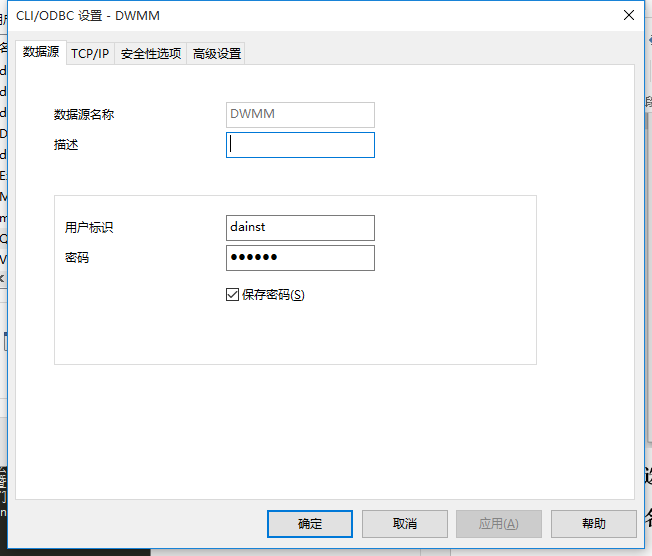 CLI/ODBC 设置 - DWMM
数据源 TCP/IP 安全性选项 高级设置
数据源名称 DWMM
描述
用户标识 dainst
密码 ●●●●●●
保存密码(S)
确定 取消 应用(A) 帮助